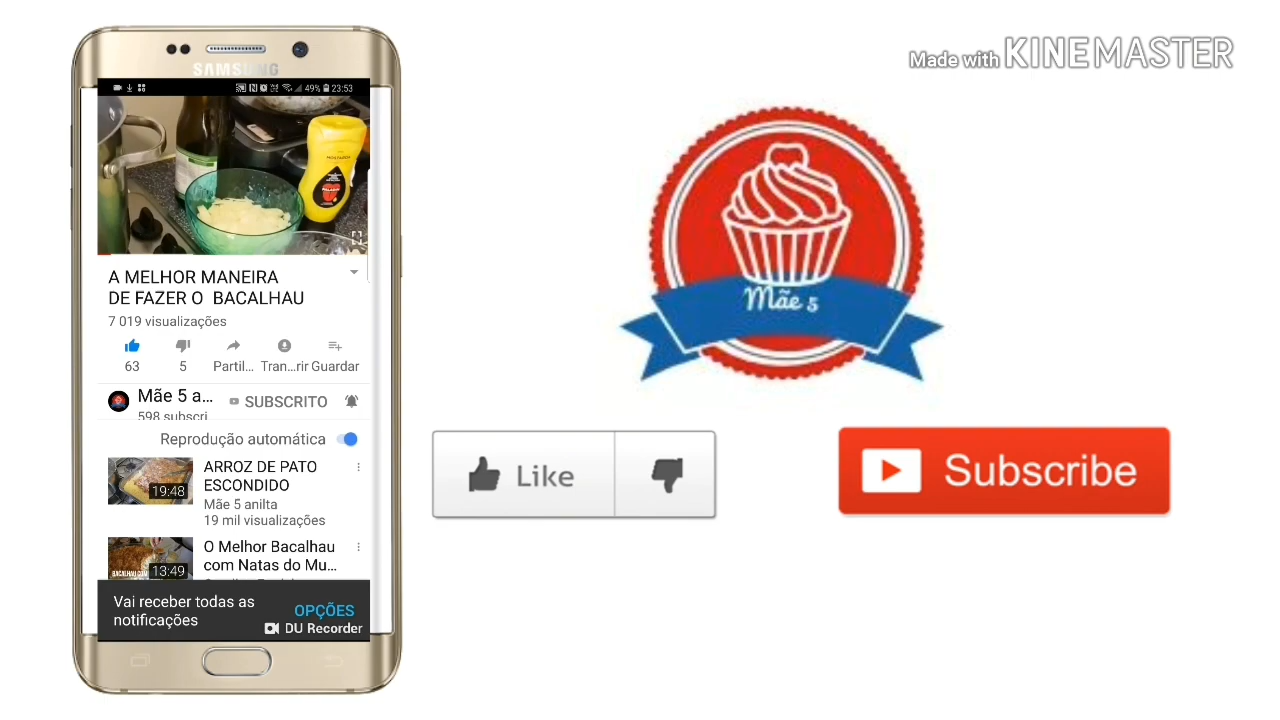 Made with KINEMASTER
SAMSUNG
49% 23:53
A MELHOR MANEIRA
DE FAZER O BACALHAU
7 019 visualizações
63
5
Partil...
Tran...rir
Guardar
Mãe 5 a...
SUBSCRITO
598 subscri
Reprodução automática
19:48
ARROZ DE PATO
ESCONDIDO
Mãe 5 anilta
19 mil visualizações
BACALHAU COM
13:49
O Melhor Bacalhau
com Natas do Mu...
Vai receber todas as
notificações
OPÇÕES
DU Recorder
Mãe 5
Like
Subscribe